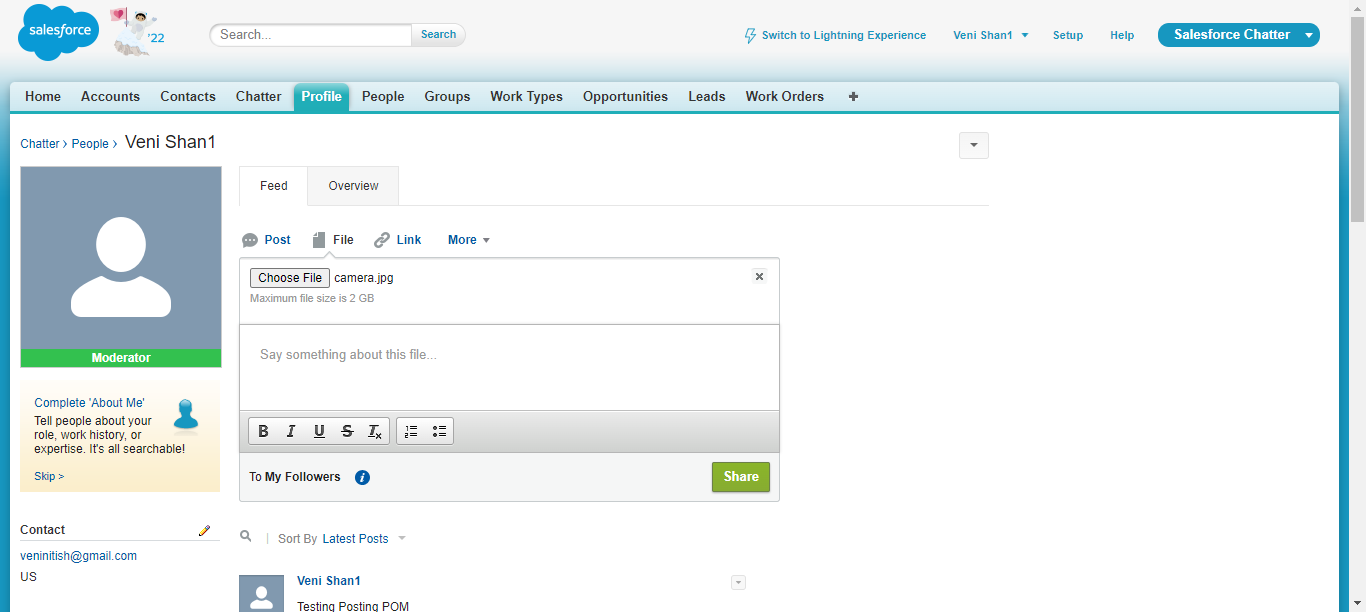 salesforce
'22
Search...
Search
Switch to Lightning Experience
Veni Shan1
Setup
Help
Salesforce Chatter
Home Accounts Contacts Chatter Profile People Groups Work Types Opportunities Leads Work Orders
Chatter › People › Veni Shan1
Moderator
Complete 'About Me'
Tell people about your
role, work history, or
expertise. It's all searchable!
Skip >
Contact
veninitish@gmail.com
US
Feed Overview
Post File Link More
Choose File camera.jpg
Maximum file size is 2 GB
Say something about this file...
B I U S Tx
To My Followers
Share
Sort By Latest Posts
Veni Shan1
Testing Posting POM